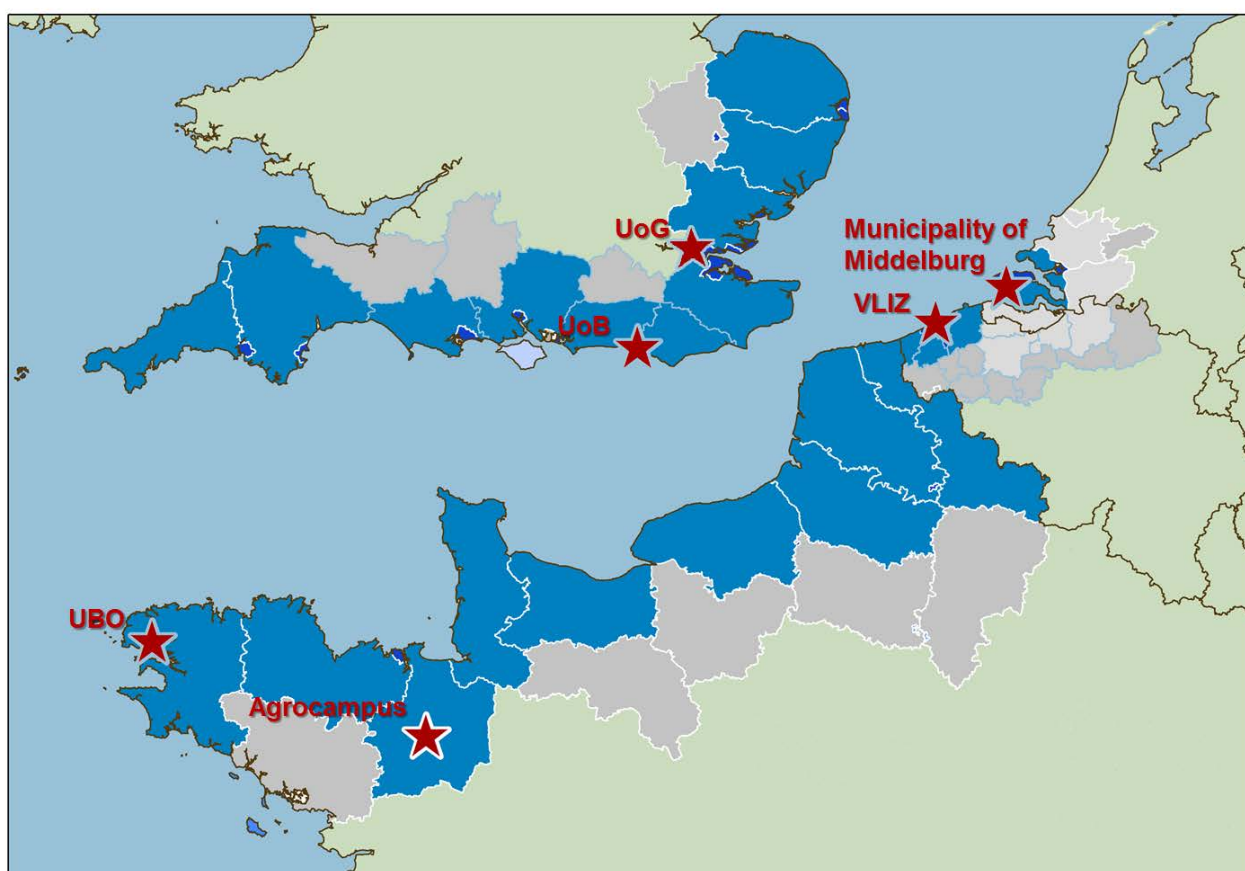 UoG
Municipality of
Middelburg
VLIZ
UoB
UBO
Agrocampus